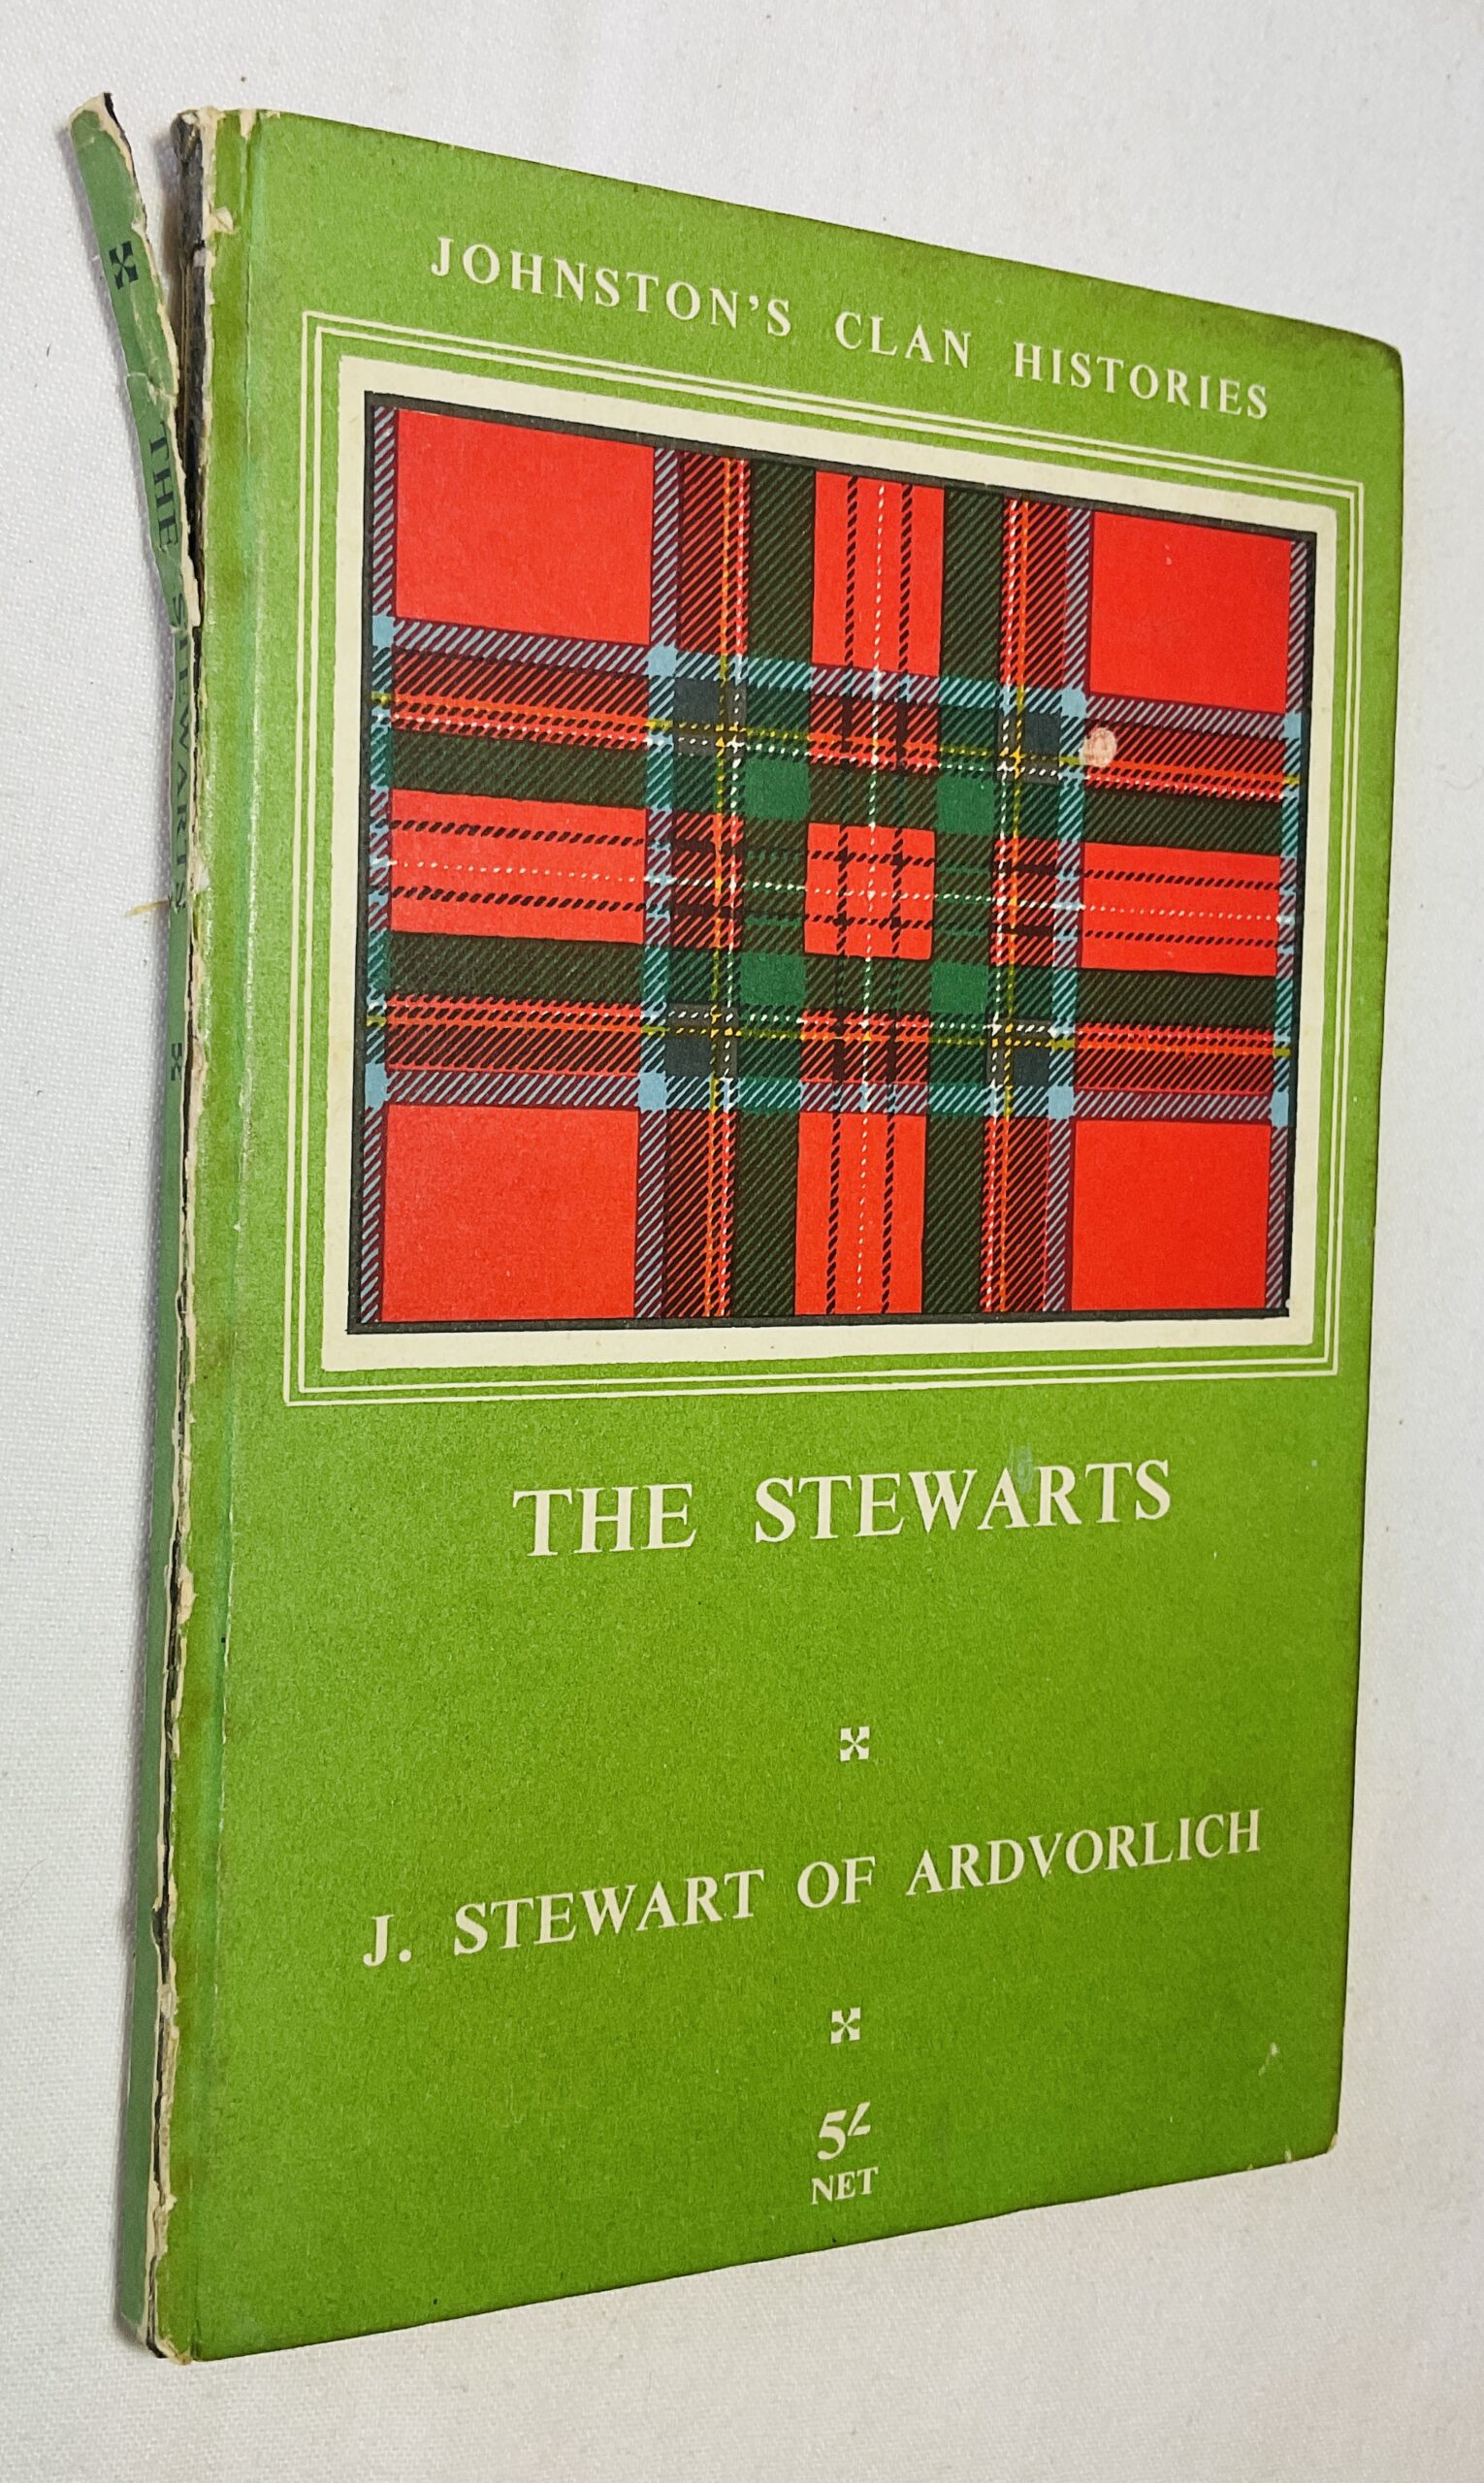 JOHNSTON'S CLAN HISTORIES
THE STEWARTS
J. STEWART OF ARDVORLICH
5/-
NET
THE STEWARTS